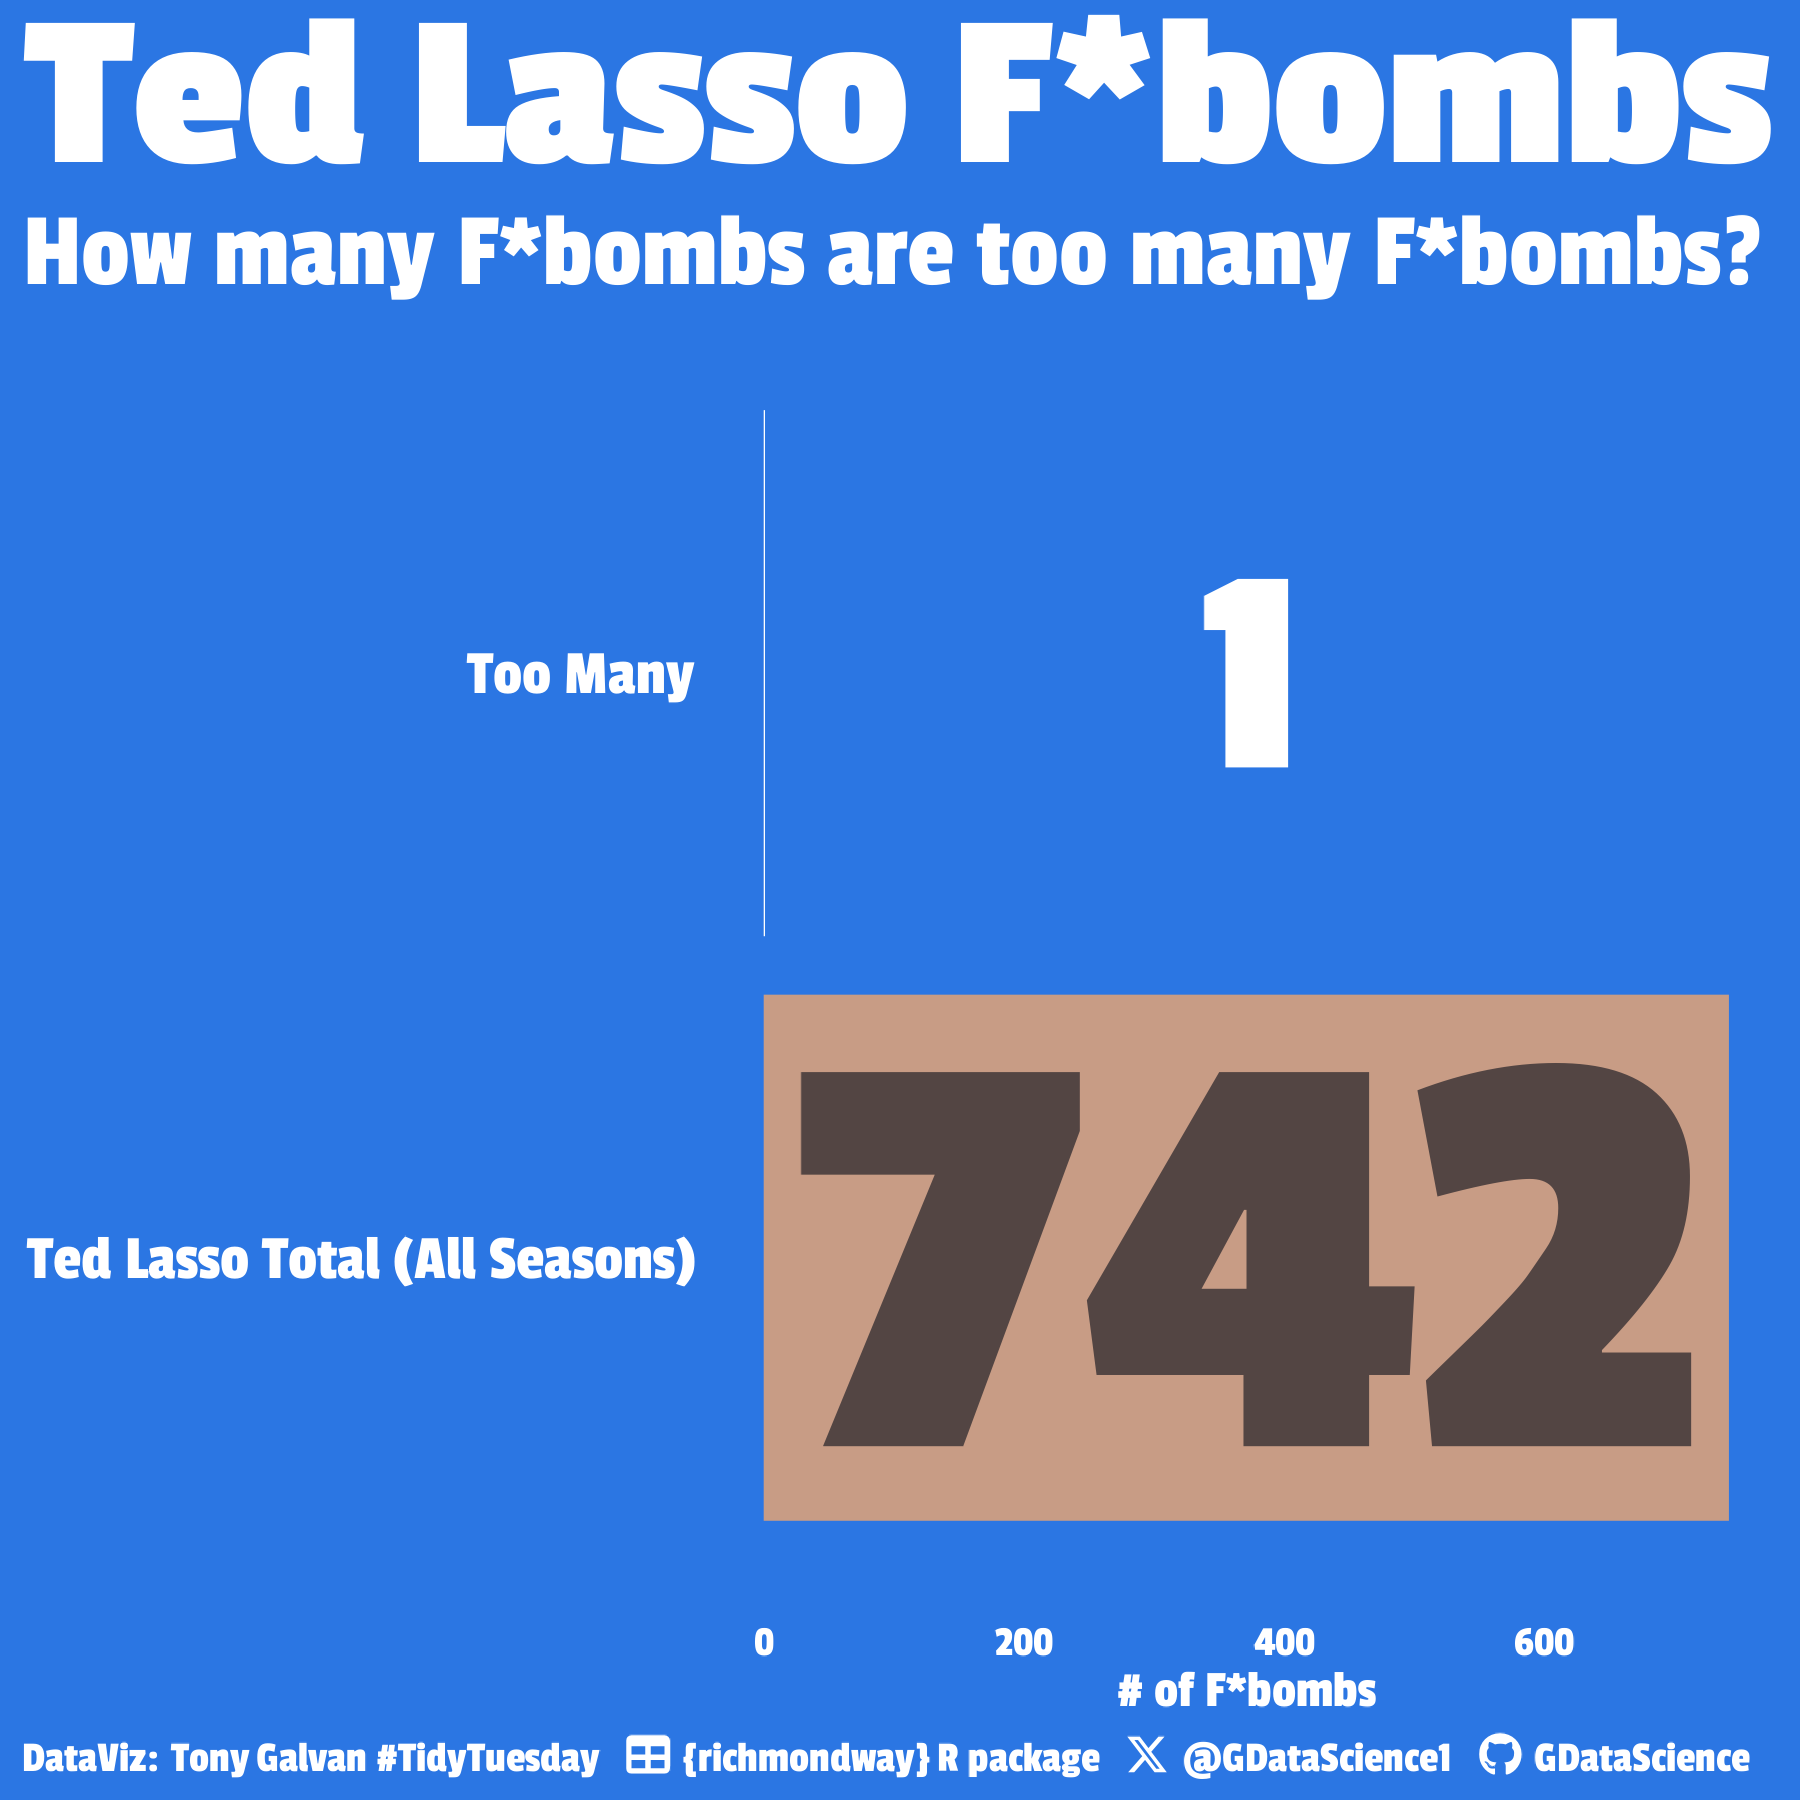 Ted Lasso F*bombs
How many F*bombs are too many F*bombs?
Too Many
1
Ted Lasso Total (All Seasons)
742
0 200 400 600
# of F*bombs
DataViz: Tony Galvan #TidyTuesday {richmondway} R package @GDataScience1 GDataScience